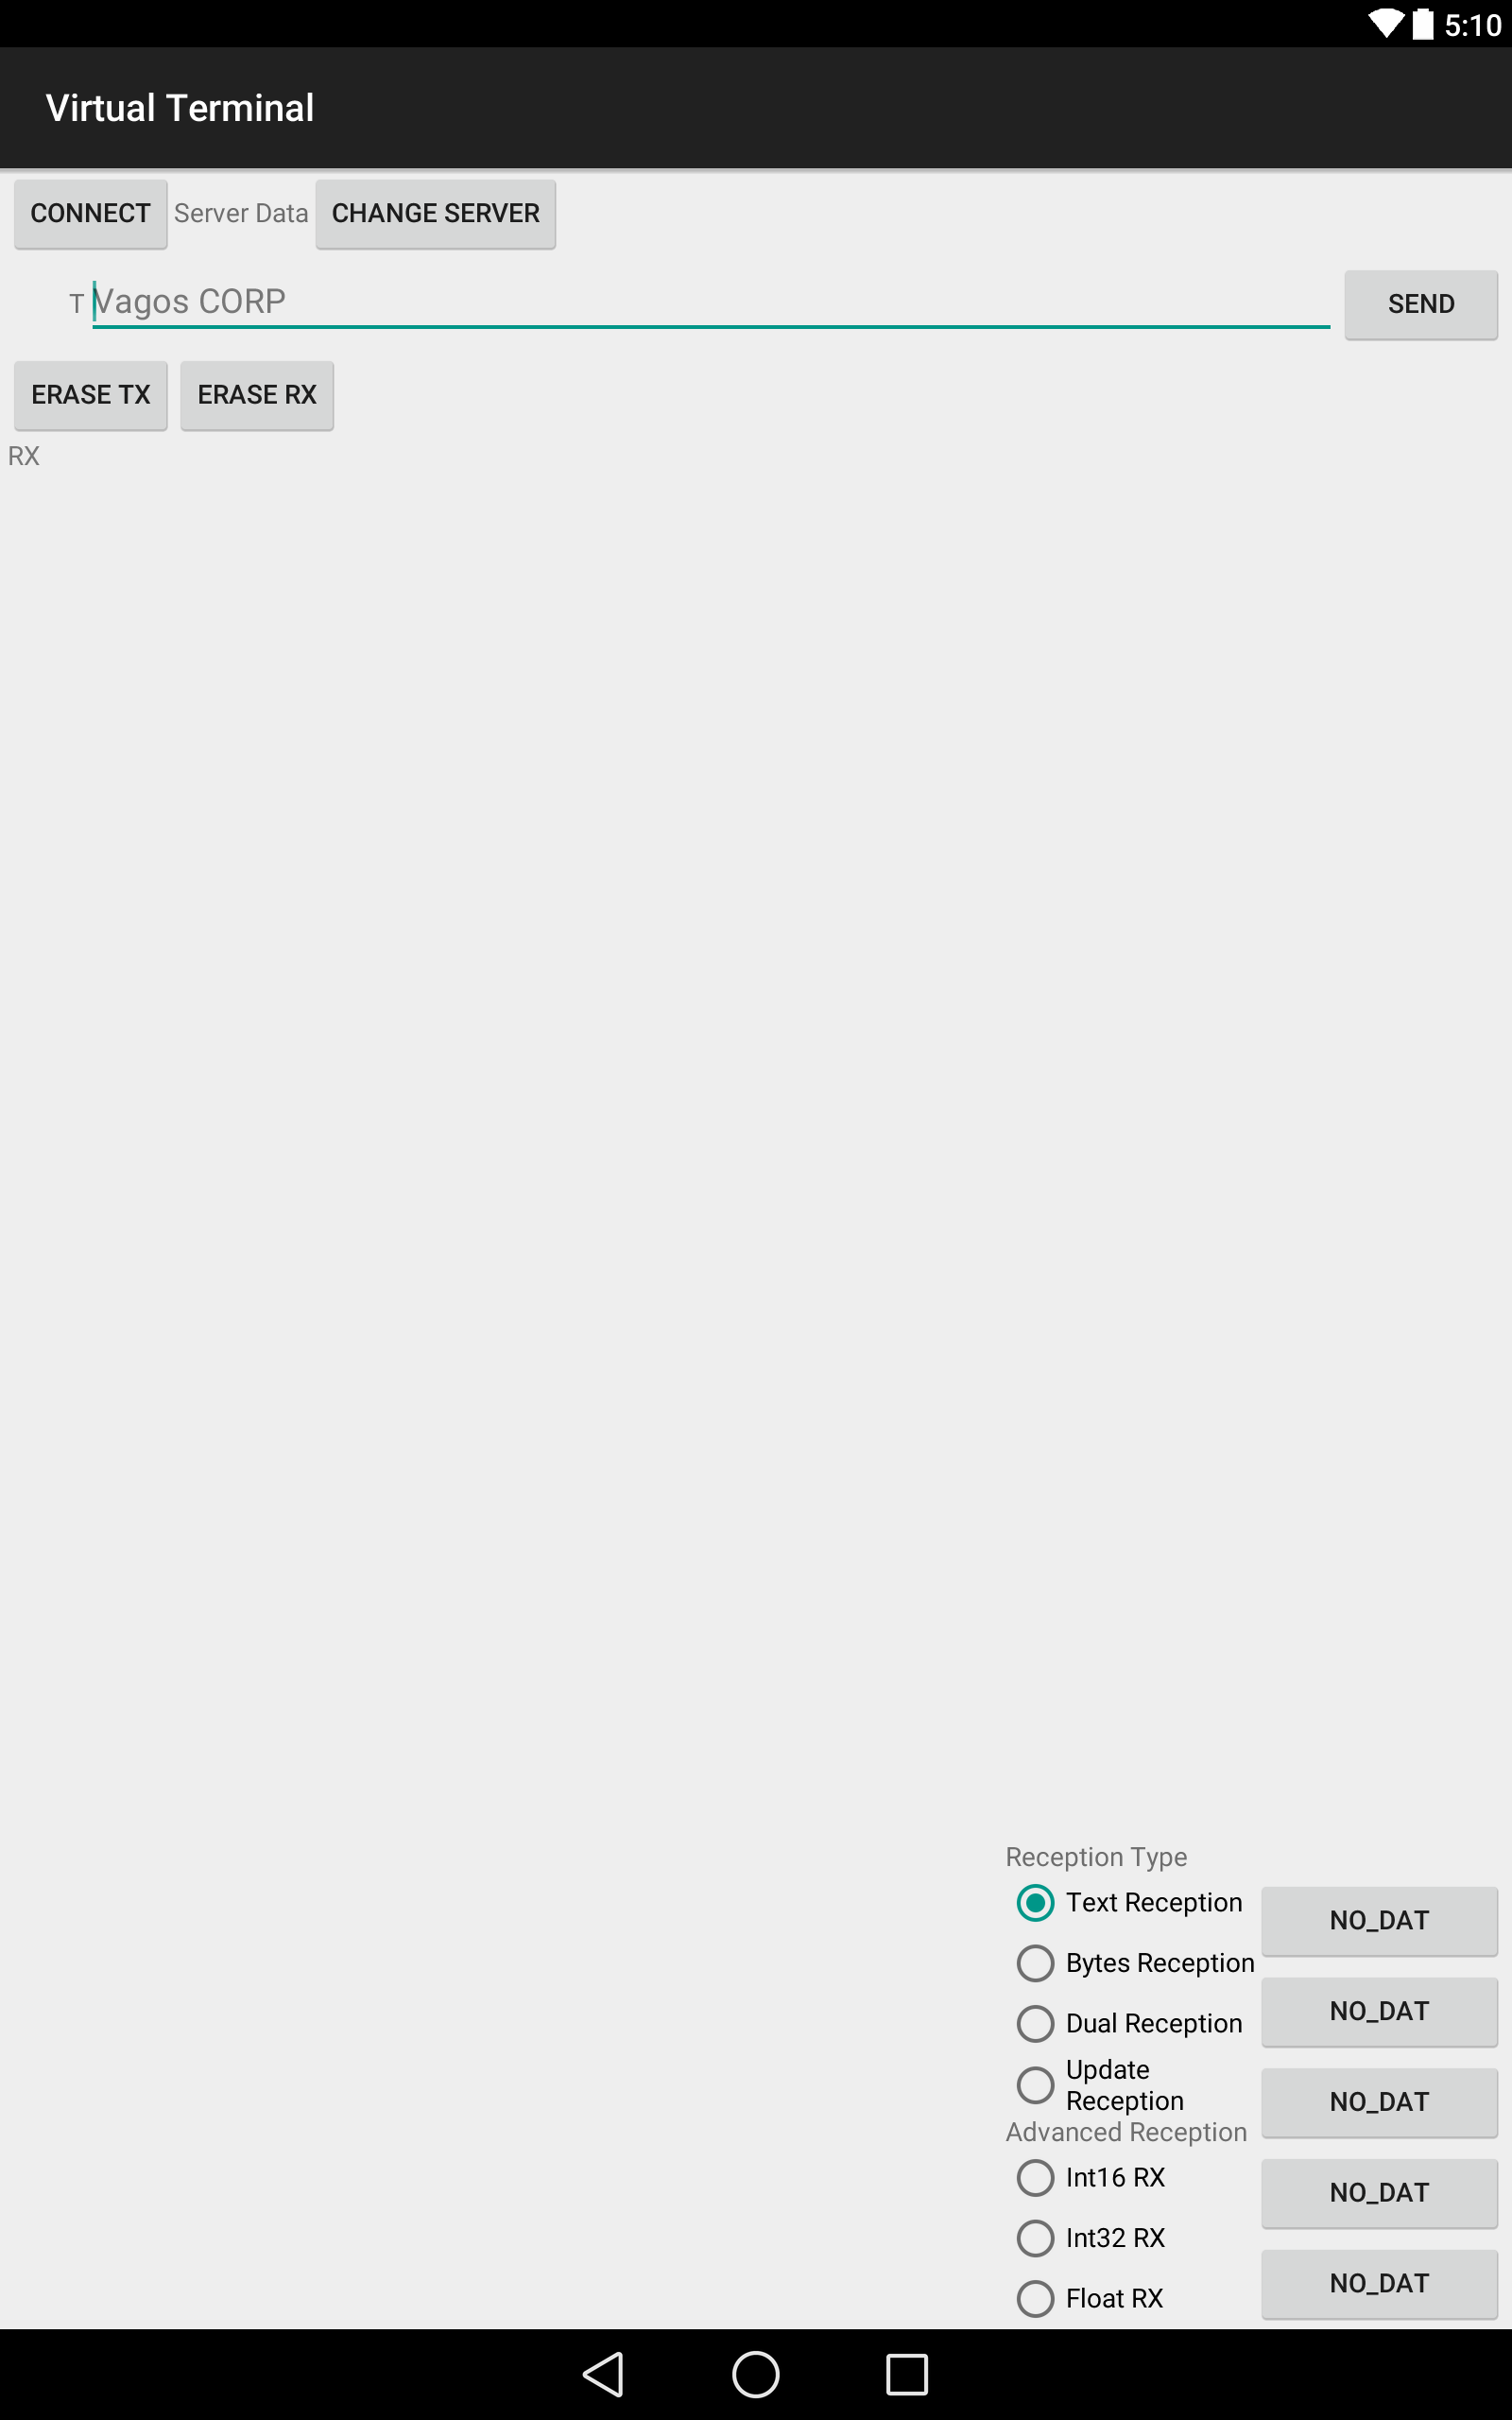 5:10
Virtual Terminal
CONNECT Server Data CHANGE SERVER
T Vagos CORP SEND
ERASE TX ERASE RX
RX
Reception Type
Text Reception NO_DAT
Bytes Reception
Dual Reception NO_DAT
Update
Reception NO_DAT
Advanced Reception
Int16 RX NO_DAT
Int32 RX
Float RX NO_DAT